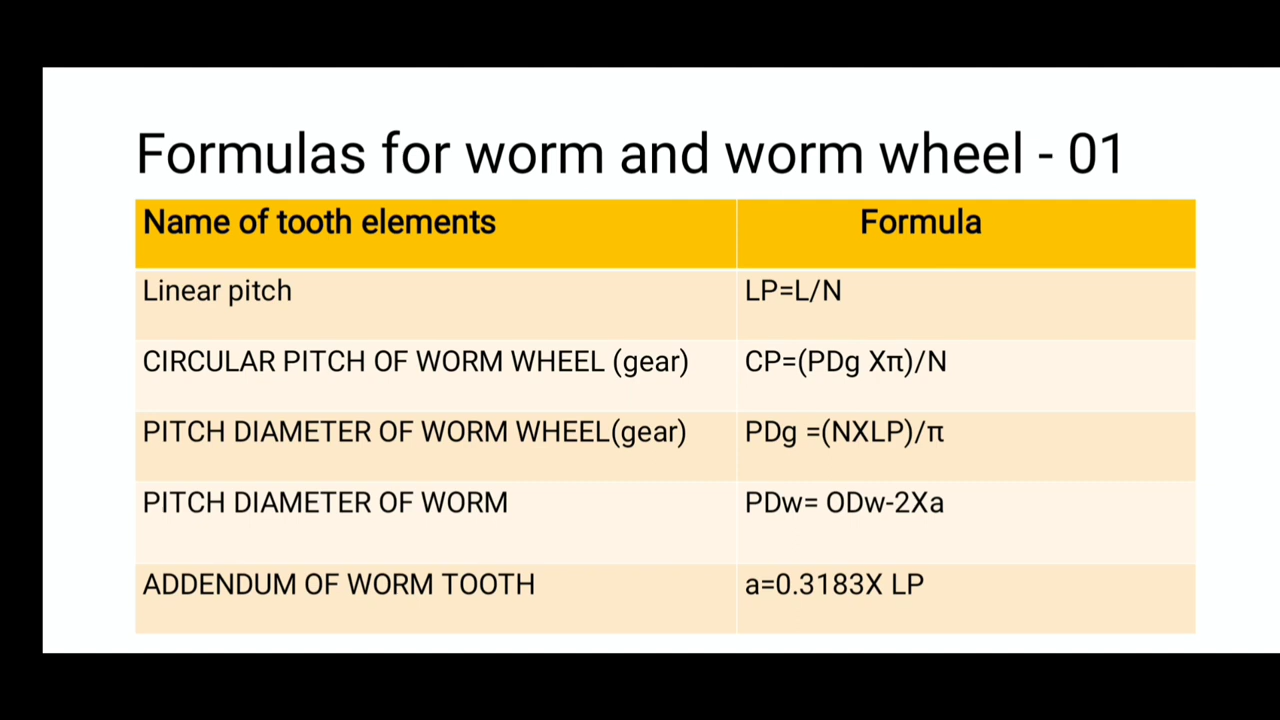 Formulas for worm and worm wheel - 01
Name of tooth elements Formula
Linear pitch LP=L/N
CIRCULAR PITCH OF WORM WHEEL (gear) CP=(PDg Xπ)/N
PITCH DIAMETER OF WORM WHEEL(gear) PDg =(NXLP)/π
PITCH DIAMETER OF WORM PDw= ODw-2Xa
ADDENDUM OF WORM TOOTH a=0.3183X LP